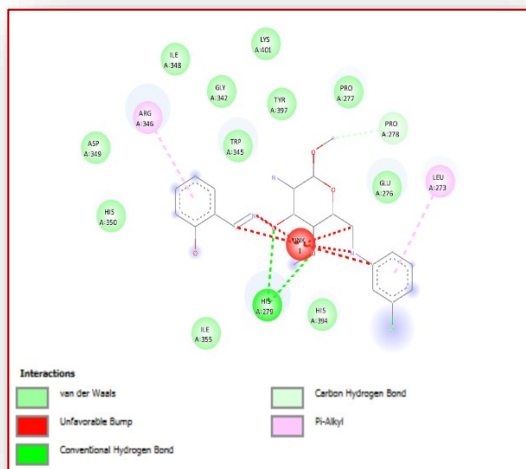 LYS
A:401
ILE
A:348
GLY
A:342
PRO
A:277
TYR
A:397
ARG
A:346
PRO
A:278
TRP
A:345
ASP
A:349
LEU
A:273
GLU
A:276
N
HIS
A:350
1
HIS
A:279
HIS
A:394
ILE
A:355
Interactions
van der Waals
Carbon Hydrogen Bond
Unfavorable Bump
Pi-Alkyl
Conventional Hydrogen Bond